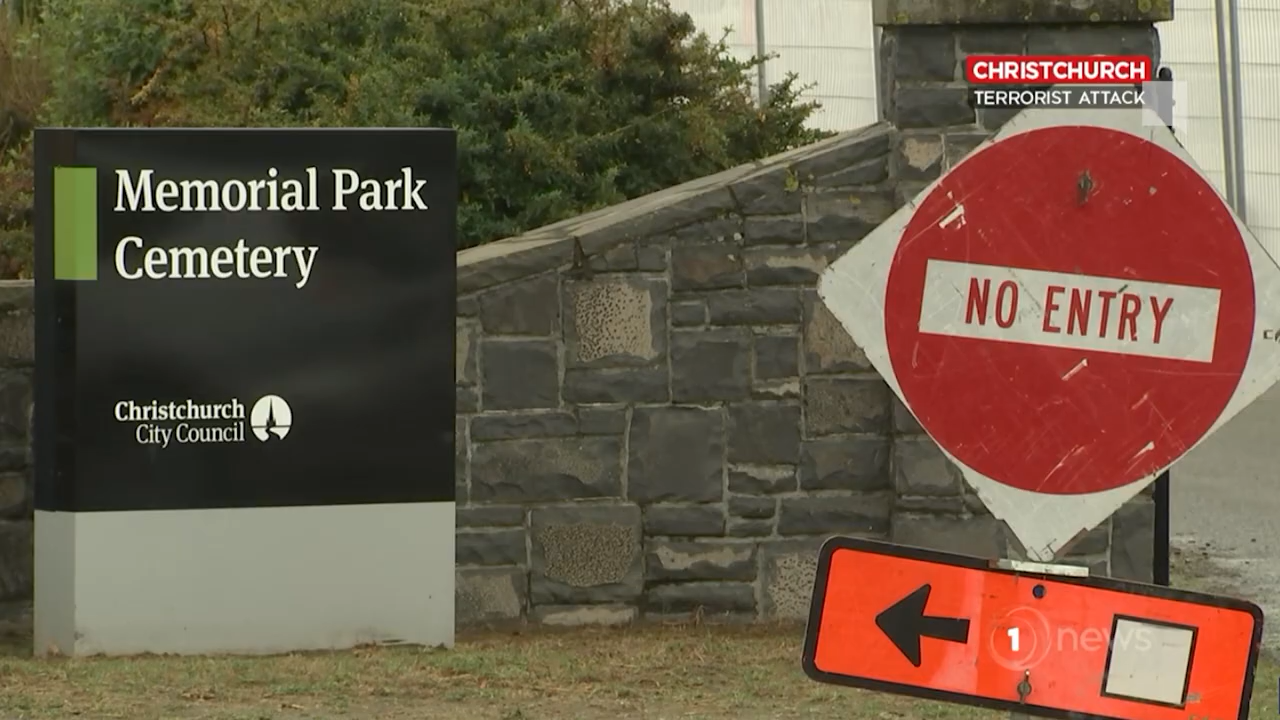 CHRISTCHURCH
TERRORIST ATTACK
Memorial Park
Cemetery
Christchurch
City Council
NO ENTRY
1 news